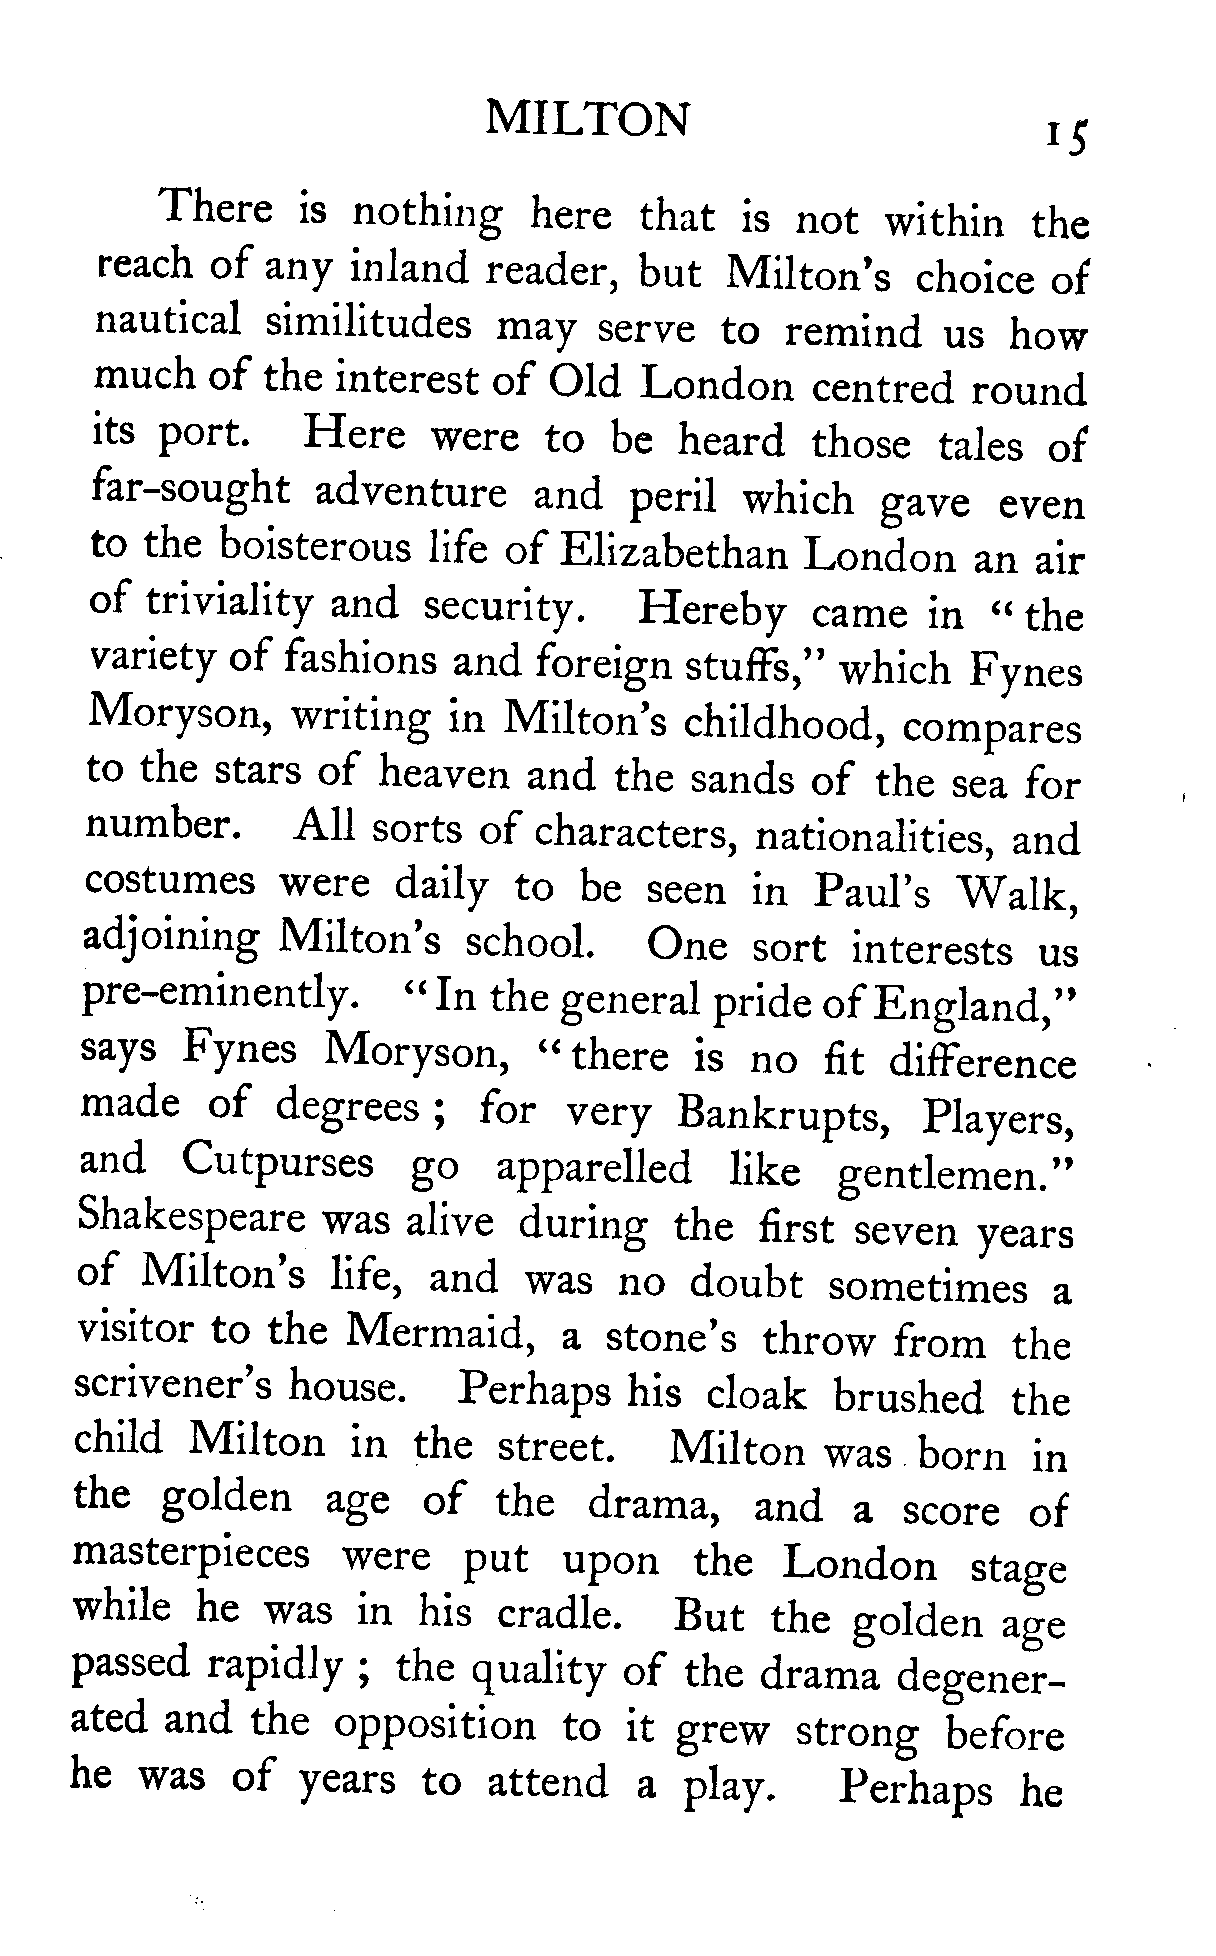 MILTON 15
There is nothing here that is not within the
reach of any inland reader, but Milton's choice of
nautical similitudes may serve to remind us how
much of the interest of Old London centred round
its port. Here were to be heard those tales of
far-sought adventure and peril which gave even
to the boisterous life of Elizabethan London an air
of triviality and security. Hereby came in “ the
variety of fashions and foreign stuffs,” which Fynes
Moryson, writing in Milton's childhood, compares
to the stars of heaven and the sands of the sea for
number. All sorts of characters, nationalities, and
costumes were daily to be seen in Paul's Walk,
adjoining Milton's school. One sort interests us
pre-eminently. “ In the general pride of England,”
says Fynes Moryson, “ there is no fit difference
made of degrees ; for very Bankrupts, Players,
and Cutpurses go apparelled like gentlemen.”
Shakespeare was alive during the first seven years
of Milton's life, and was no doubt sometimes a
visitor to the Mermaid, a stone's throw from the
scrivener's house. Perhaps his cloak brushed the
child Milton in the street. Milton was born in
the golden age of the drama, and a score of
masterpieces were put upon the London stage
while he was in his cradle. But the golden age
passed rapidly ; the quality of the drama degener-
ated and the opposition to it grew strong before
he was of years to attend a play. Perhaps he